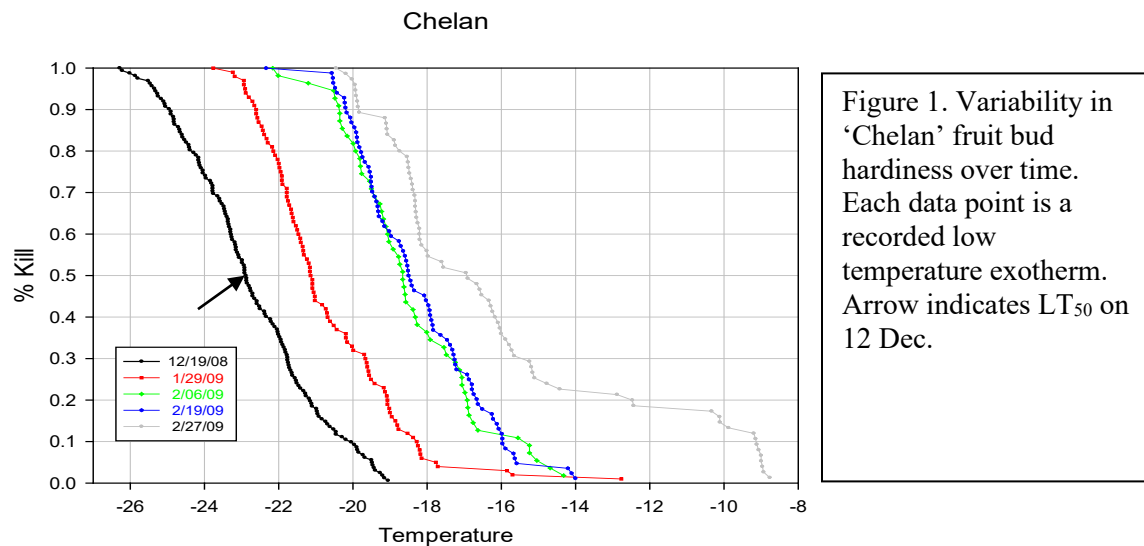 Chelan
1.0
0.9
0.8
0.7
0.6
0.5
0.4
0.3
0.2
0.1
0.0
% Kill
12/19/08
1/29/09
2/06/09
2/19/09
2/27/09
-26 -24 -22 -20 -18 -16 -14 -12 -10 -8
Temperature
Figure 1. Variability in
‘Chelan’ fruit bud
hardiness over time.
Each data point is a
recorded low
temperature exotherm.
Arrow indicates LT₅₀ on
12 Dec.